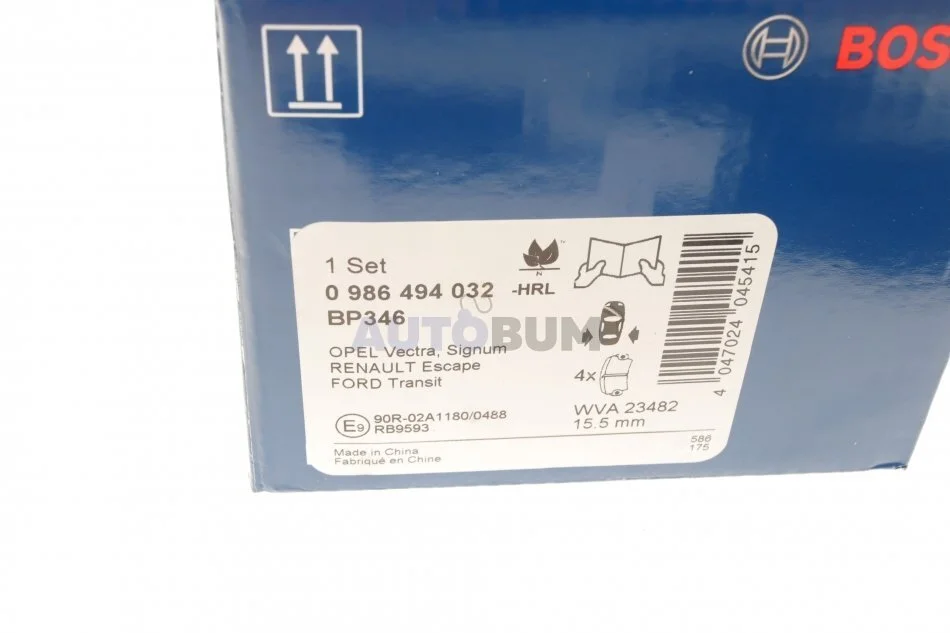 BOS
1 Set
0 986 494 032 -HRL
BP346
AUTOBUM
OPEL Vectra, Signum
RENAULT Escape
FORD Transit
N
4x
WVA 23482
15.5 mm
E9 90R-02A1180/0488
RB9593
Made in China
Fabriqué en Chine
586
175
4 047024 045415